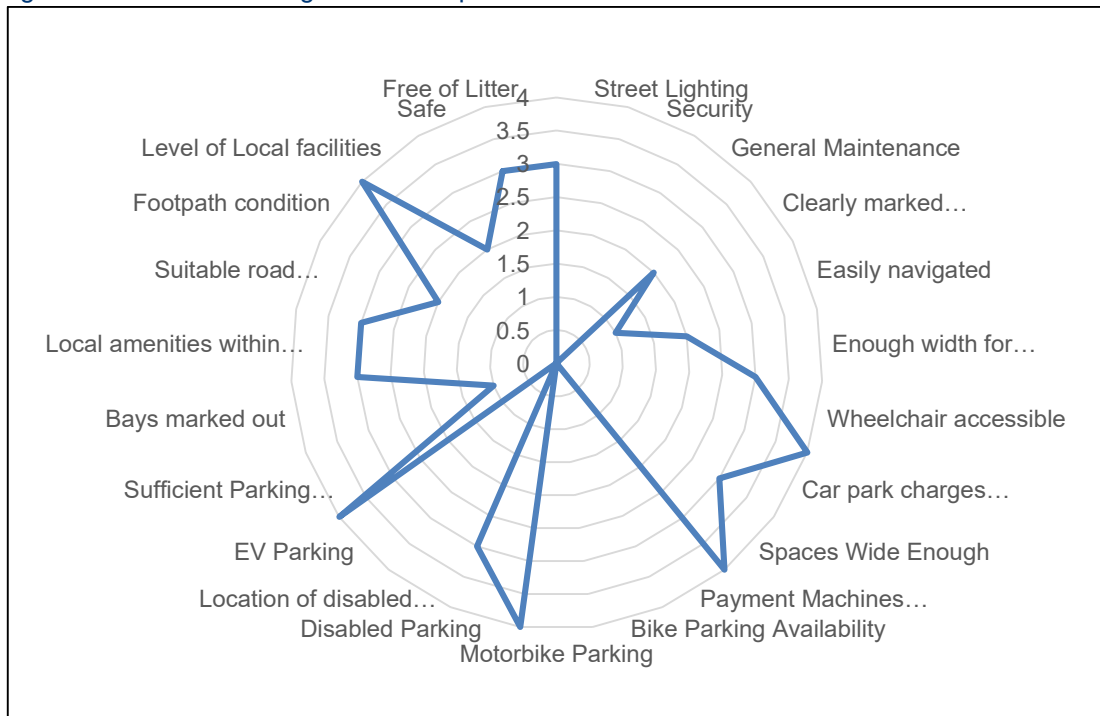 Free of Litter
Street Lighting
Safe
Security
Level of Local facilities
General Maintenance
Footpath condition
Clearly marked…
Suitable road…
Easily navigated
Local amenities within…
Enough width for…
Bays marked out
Wheelchair accessible
Sufficient Parking…
Car park charges…
EV Parking
Spaces Wide Enough
Location of disabled…
Payment Machines…
Disabled Parking
Bike Parking Availability
Motorbike Parking
4
3.5
3
2.5
2
1.5
1
0.5
0